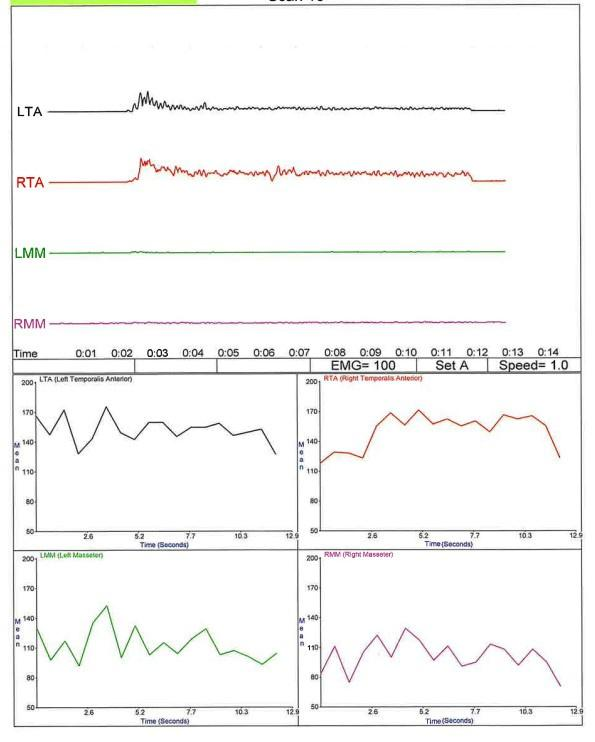 LTA
RTA
LMM
RMM
Time 0:01 0:02 0:03 0:04 0:05 0:06 0:07 0:08 0:09 0:10 0:11 0:12 0:13 0:14
EMG= 100 Set A Speed= 1.0
LTA (Left Temporalis Anterior)
200
170
140
110
80
50
Mean
2.6 5.2 7.7 10.3 12.9
Time (Seconds)
RTA (Right Temporalis Anterior)
200
170
140
110
80
50
Mean
2.6 5.2 7.7 10.3 12.9
Time (Seconds)
LMM (Left Masseter)
200
170
140
110
80
50
Mean
2.6 5.2 7.7 10.3 12.9
Time (Seconds)
RMM (Right Masseter)
200
170
140
110
80
50
Mean
2.6 5.2 7.7 10.3 12.9
Time (Seconds)